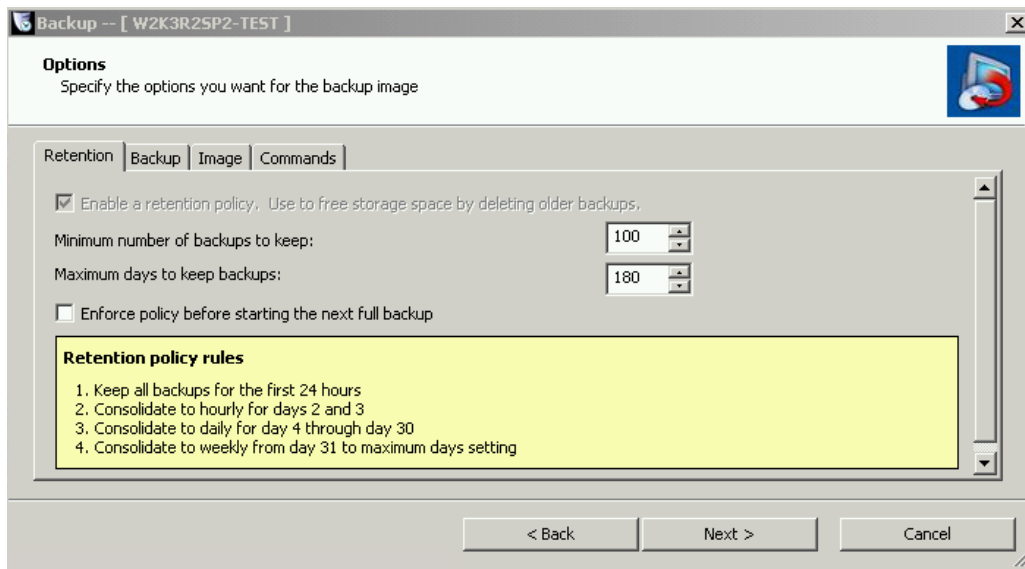 Backup -- [ W2K3R2SP2-TEST ]
Options
Specify the options you want for the backup image
Retention Backup Image Commands
Enable a retention policy.  Use to free storage space by deleting older backups.
Minimum number of backups to keep: 100
Maximum days to keep backups: 180
Enforce policy before starting the next full backup
Retention policy rules
1. Keep all backups for the first 24 hours
2. Consolidate to hourly for days 2 and 3
3. Consolidate to daily for day 4 through day 30
4. Consolidate to weekly from day 31 to maximum days setting
< Back Next > Cancel